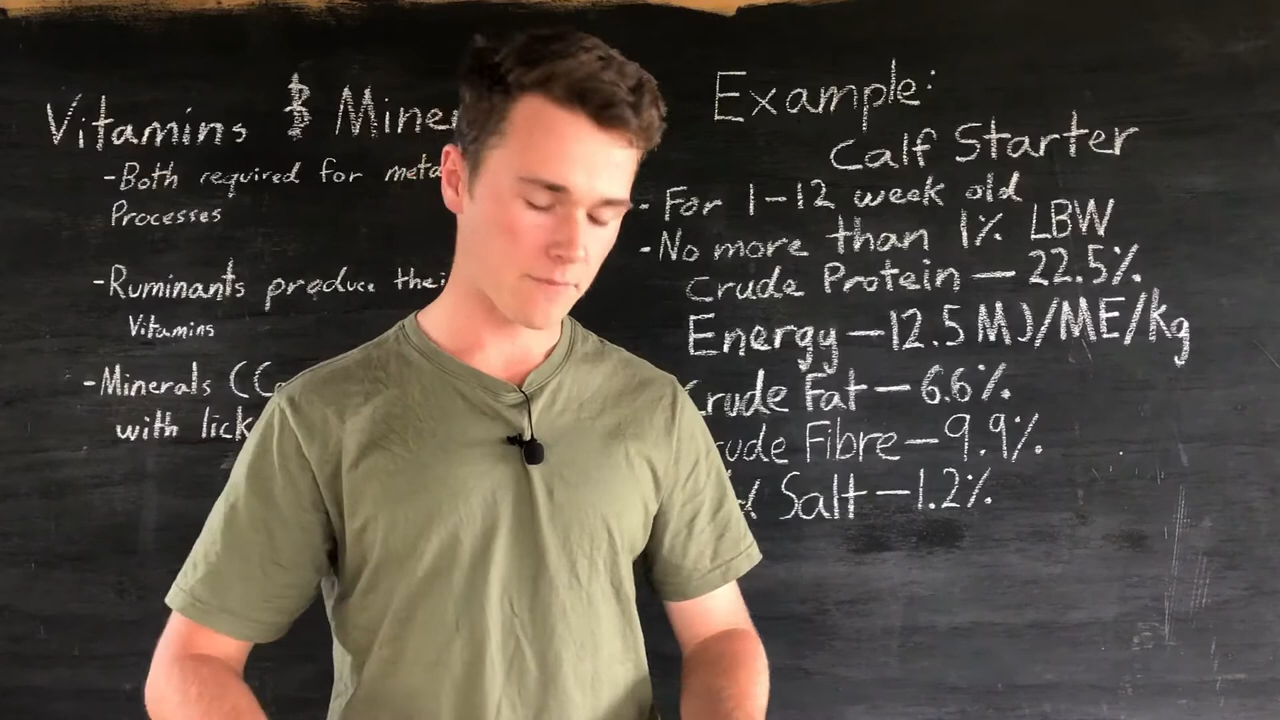 Vitamins & Miner
-Both required for meta
Processes
-Ruminants produce thei
Vitamins
-Minerals (C
with lick
Example:
Calf Starter
- For 1-12 week old
-No more than 1% LBW
Crude Protein — 22.5%
Energy — 12.5 MJ/ME/kg
Crude Fat — 6.6%
ude Fibre — 9.9%
Salt — 1.2%